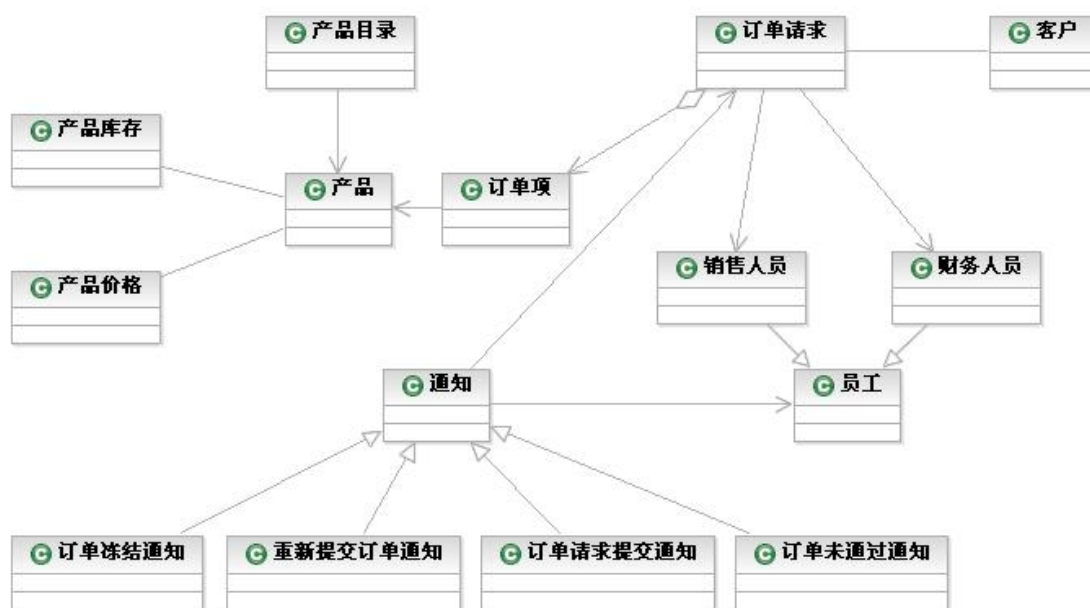 产品目录
订单请求
客户
产品库存
产品
订单项
产品价格
销售人员
财务人员
通知
员工
订单冻结通知
重新提交订单通知
订单请求提交通知
订单未通过通知